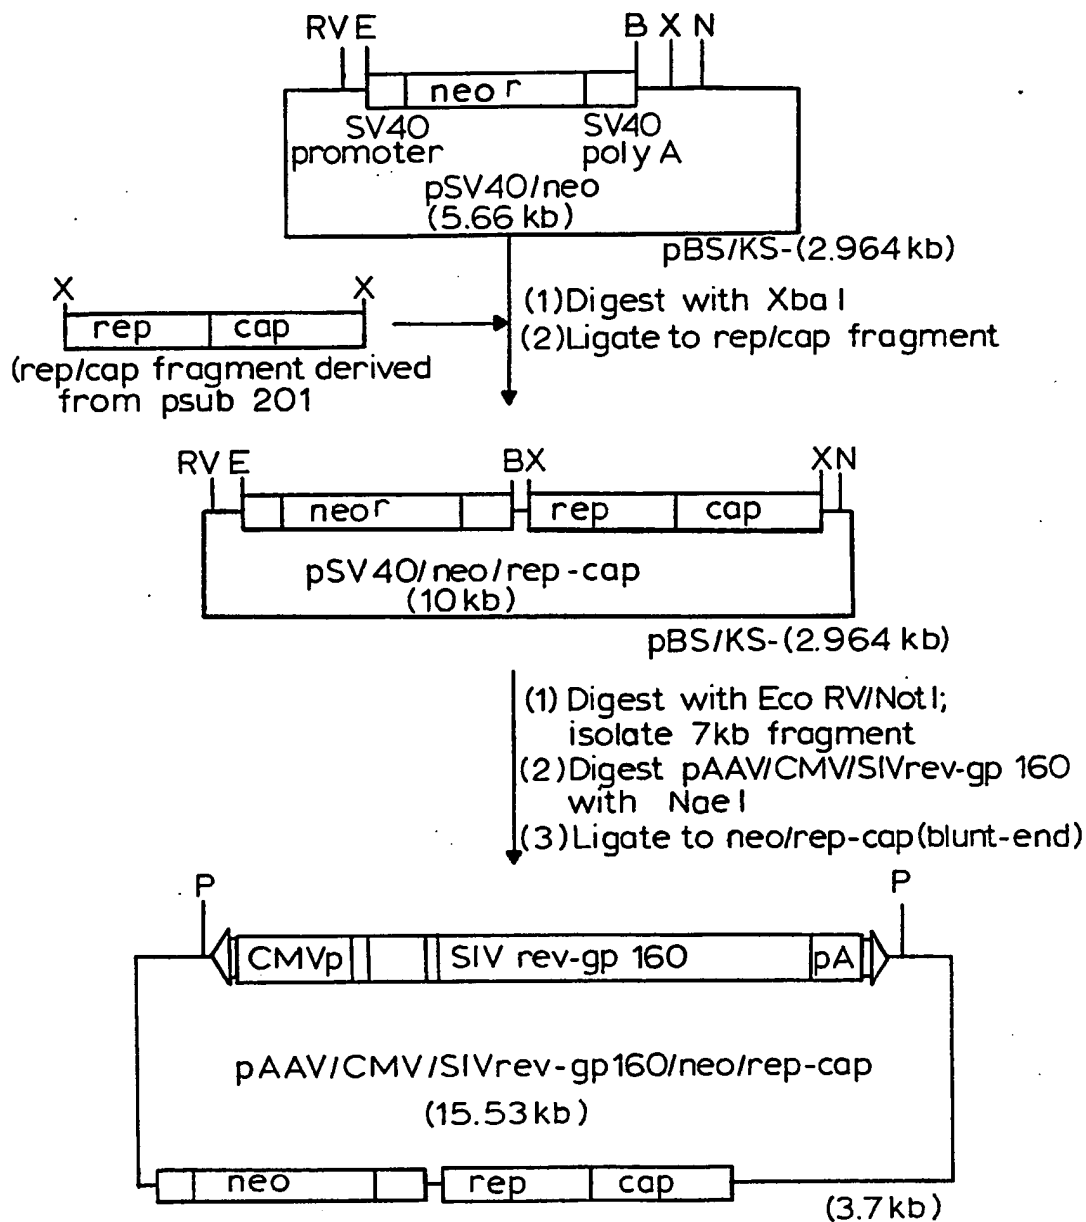 RV E B X N
neo r
SV40 promoter
SV40 poly A
pSV40/neo
(5.66 kb)
pBS/KS-(2.964 kb)
X X
rep cap
(rep/cap fragment derived
from psub 201
(1) Digest with Xba I
(2) Ligate to rep/cap fragment
RV E B X X N
neo r rep cap
pSV40/neo/rep-cap
(10 kb)
pBS/KS-(2.964 kb)
(1) Digest with Eco RV/Not I;
isolate 7kb fragment
(2) Digest pAAV/CMV/SIVrev-gp 160
with Nae I
(3) Ligate to neo/rep-cap (blunt-end)
P P
CMVp SIV rev-gp 160 pA
pAAV/CMV/SIVrev-gp160/neo/rep-cap
(15.53 kb)
neo rep cap
(3.7 kb)